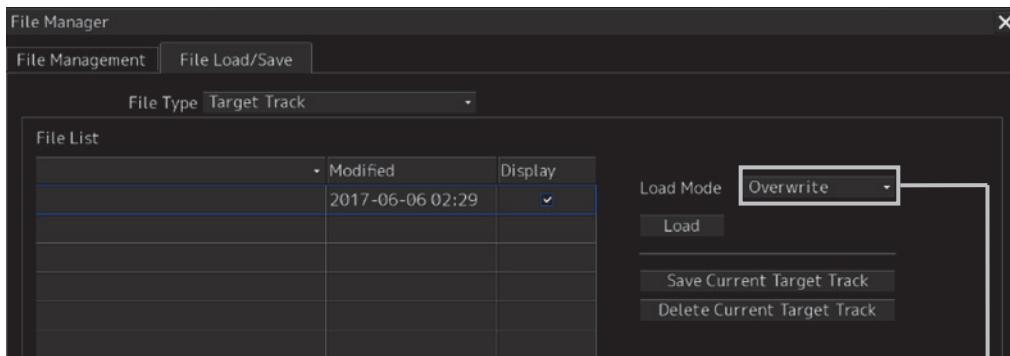 File Manager
File Management
File Load/Save
File Type Target Track
File List
Modified
Display
2017-06-06 02:29
Load Mode Overwrite
Load
Save Current Target Track
Delete Current Target Track